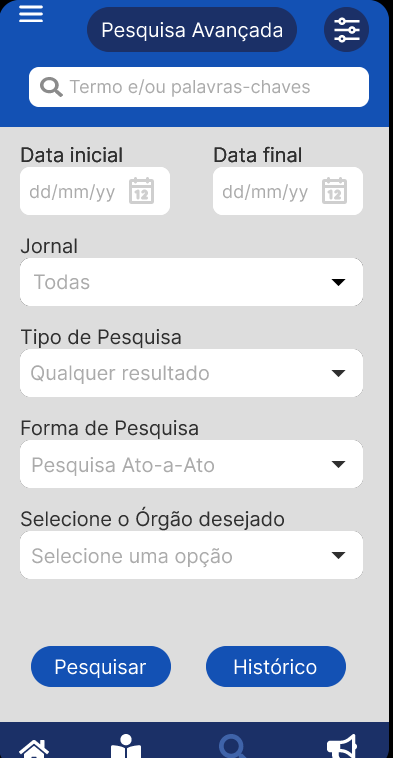 Pesquisa Avançada
Termo e/ou palavras-chaves
Data inicial
Data final
dd/mm/yy
12
dd/mm/yy
12
Jornal
Todas
Tipo de Pesquisa
Qualquer resultado
Forma de Pesquisa
Pesquisa Ato-a-Ato
Selecione o Órgão desejado
Selecione uma opção
Pesquisar
Histórico